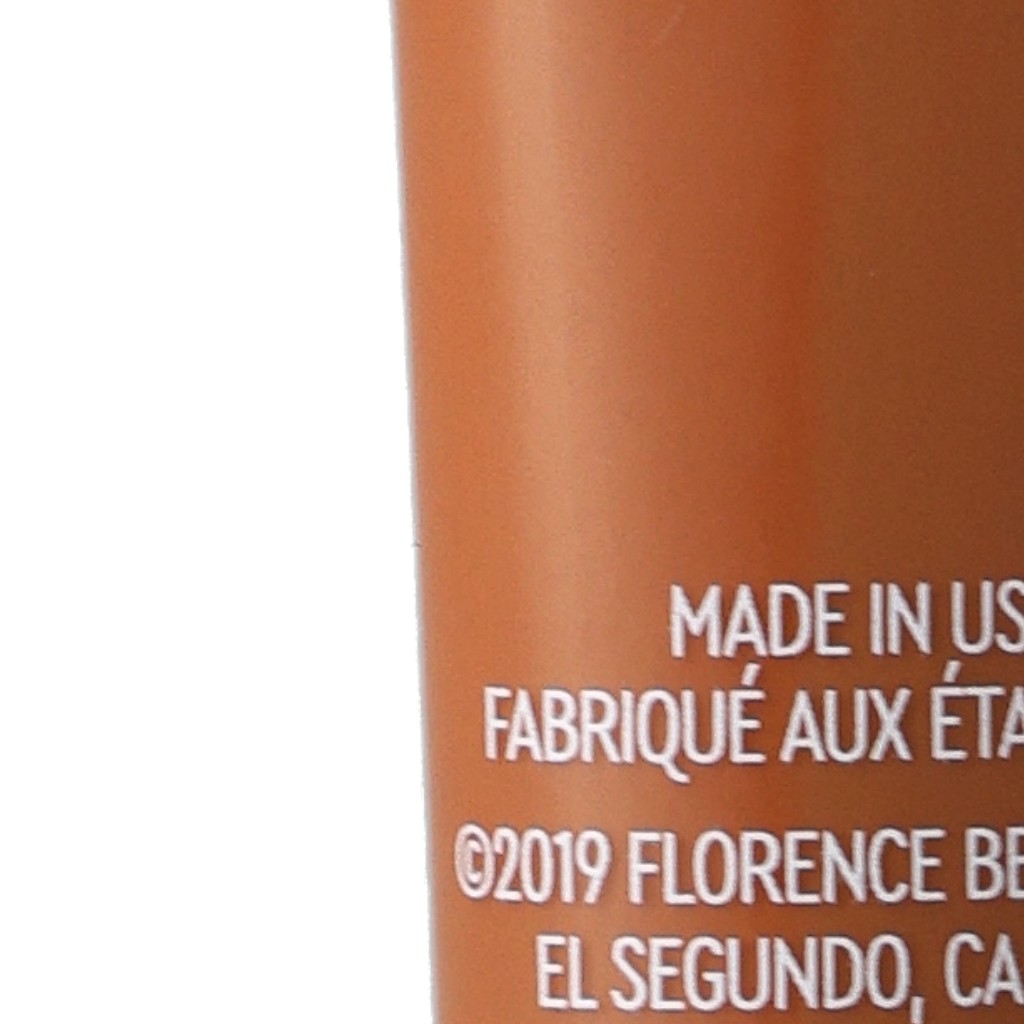 MADE IN US
FABRIQUÉ AUX ÉTA
©2019 FLORENCE BE
EL SEGUNDO, CA